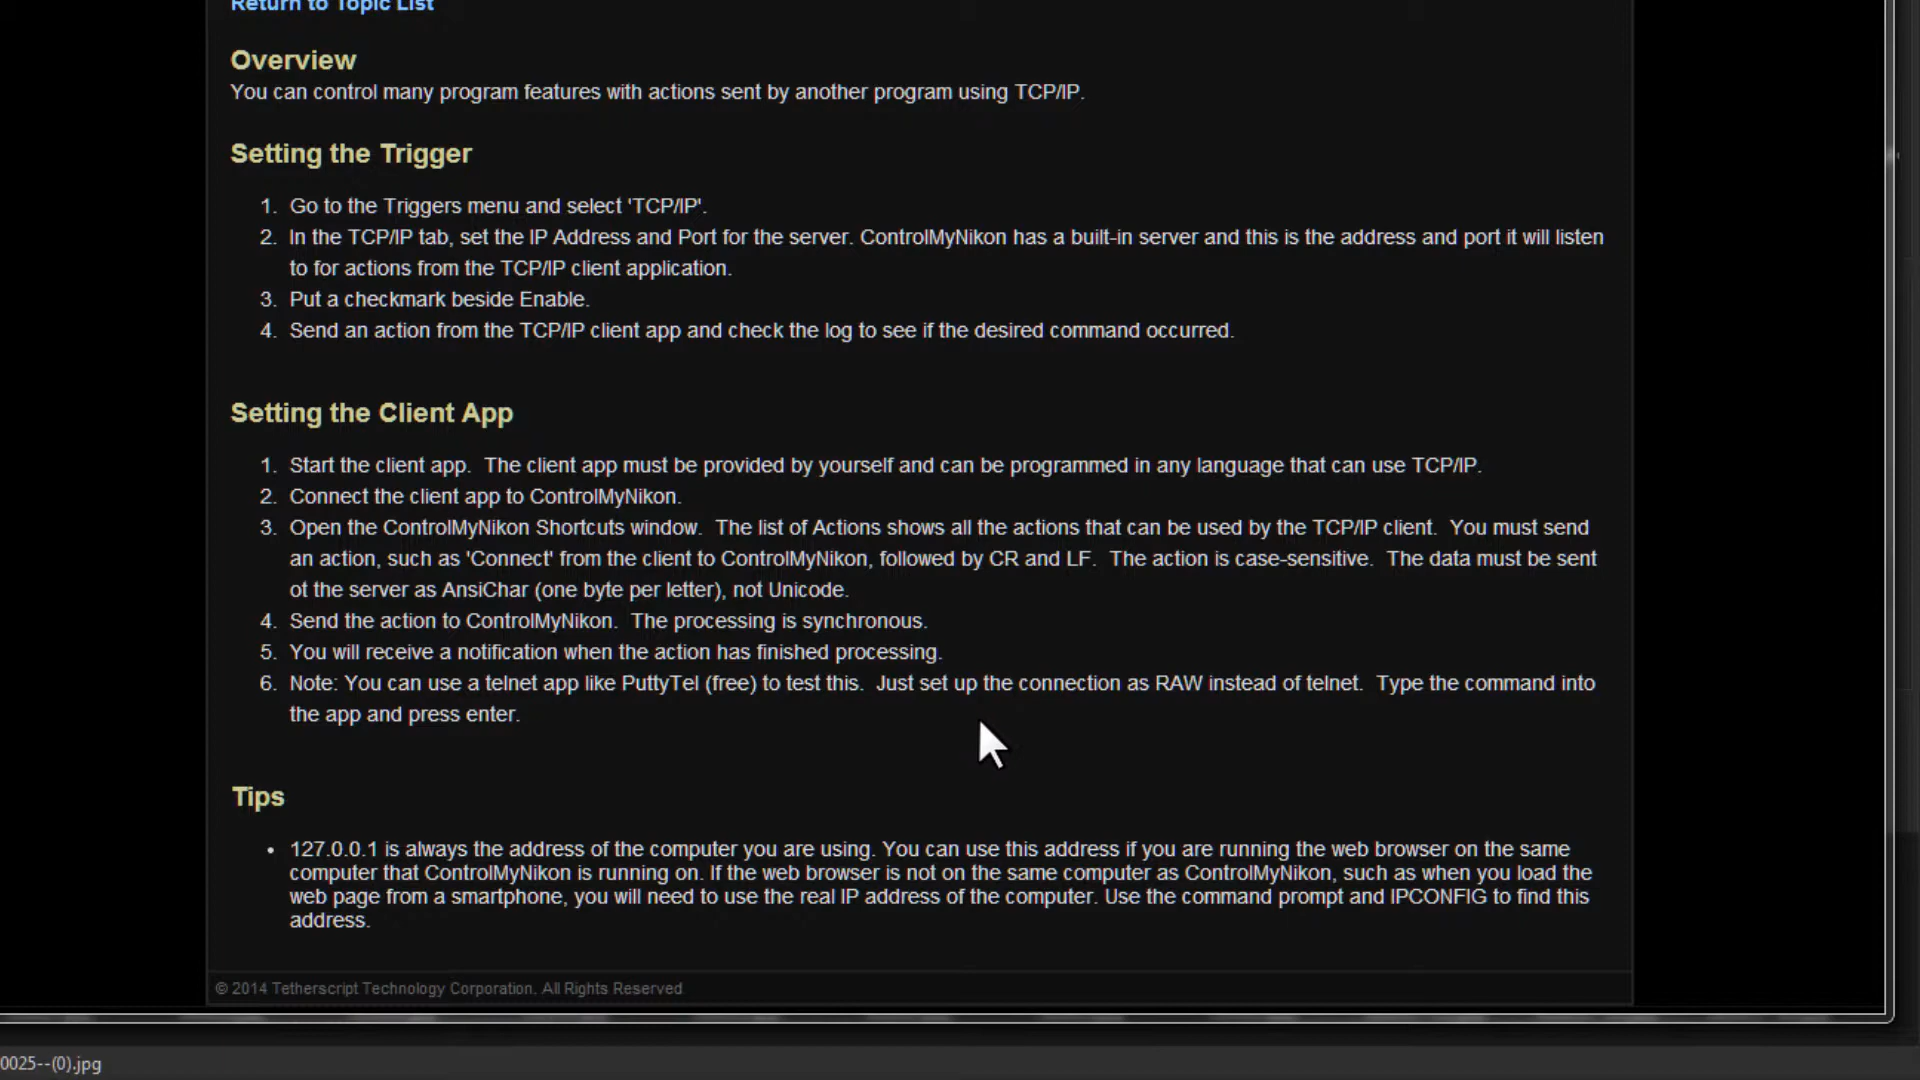 Return to Topic List
Overview
You can control many program features with actions sent by another program using TCP/IP.
Setting the Trigger
1. Go to the Triggers menu and select 'TCP/IP'.
2. In the TCP/IP tab, set the IP Address and Port for the server. ControlMyNikon has a built-in server and this is the address and port it will listen
to for actions from the TCP/IP client application.
3. Put a checkmark beside Enable.
4. Send an action from the TCP/IP client app and check the log to see if the desired command occurred.
Setting the Client App
1. Start the client app.  The client app must be provided by yourself and can be programmed in any language that can use TCP/IP.
2. Connect the client app to ControlMyNikon.
3. Open the ControlMyNikon Shortcuts window.  The list of Actions shows all the actions that can be used by the TCP/IP client.  You must send
an action, such as 'Connect' from the client to ControlMyNikon, followed by CR and LF.  The action is case-sensitive.  The data must be sent
ot the server as AnsiChar (one byte per letter), not Unicode.
4. Send the action to ControlMyNikon.  The processing is synchronous.
5. You will receive a notification when the action has finished processing.
6. Note: You can use a telnet app like PuttyTel (free) to test this.  Just set up the connection as RAW instead of telnet.  Type the command into
the app and press enter.
Tips
• 127.0.0.1 is always the address of the computer you are using. You can use this address if you are running the web browser on the same
computer that ControlMyNikon is running on. If the web browser is not on the same computer as ControlMyNikon, such as when you load the
web page from a smartphone, you will need to use the real IP address of the computer. Use the command prompt and IPCONFIG to find this
address.
© 2014 Tetherscript Technology Corporation. All Rights Reserved
0025--(0).jpg